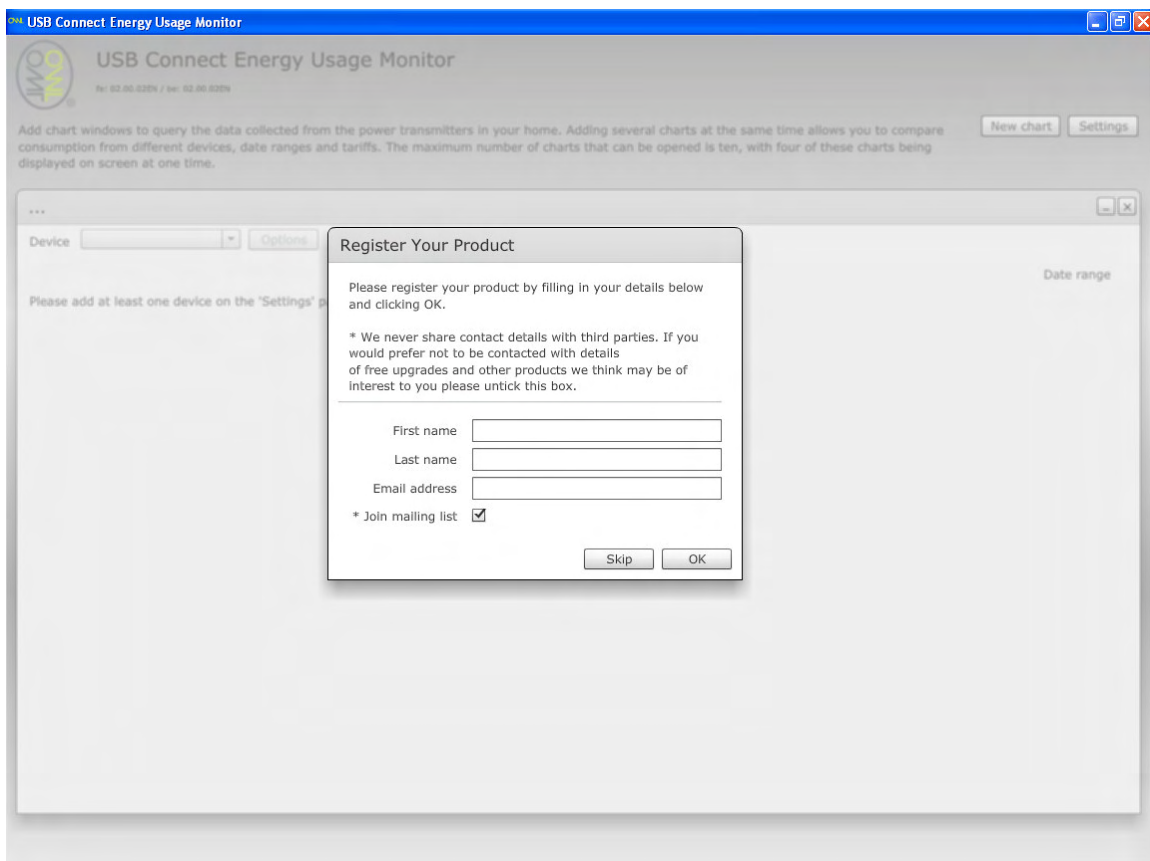 OWL USB Connect Energy Usage Monitor
OWL
USB Connect Energy Usage Monitor
Add chart windows to query the data collected from the power transmitters in your home. Adding several charts at the same time allows you to compare
consumption from different devices, date ranges and tariffs. The maximum number of charts that can be opened is ten, with four of these charts being
displayed on screen at one time.
New chart Settings
...
Device Options
Date range
Please add at least one device on the 'Settings' p
Register Your Product
Please register your product by filling in your details below
and clicking OK.
* We never share contact details with third parties. If you
would prefer not to be contacted with details
of free upgrades and other products we think may be of
interest to you please untick this box.
First name
Last name
Email address
* Join mailing list
Skip OK